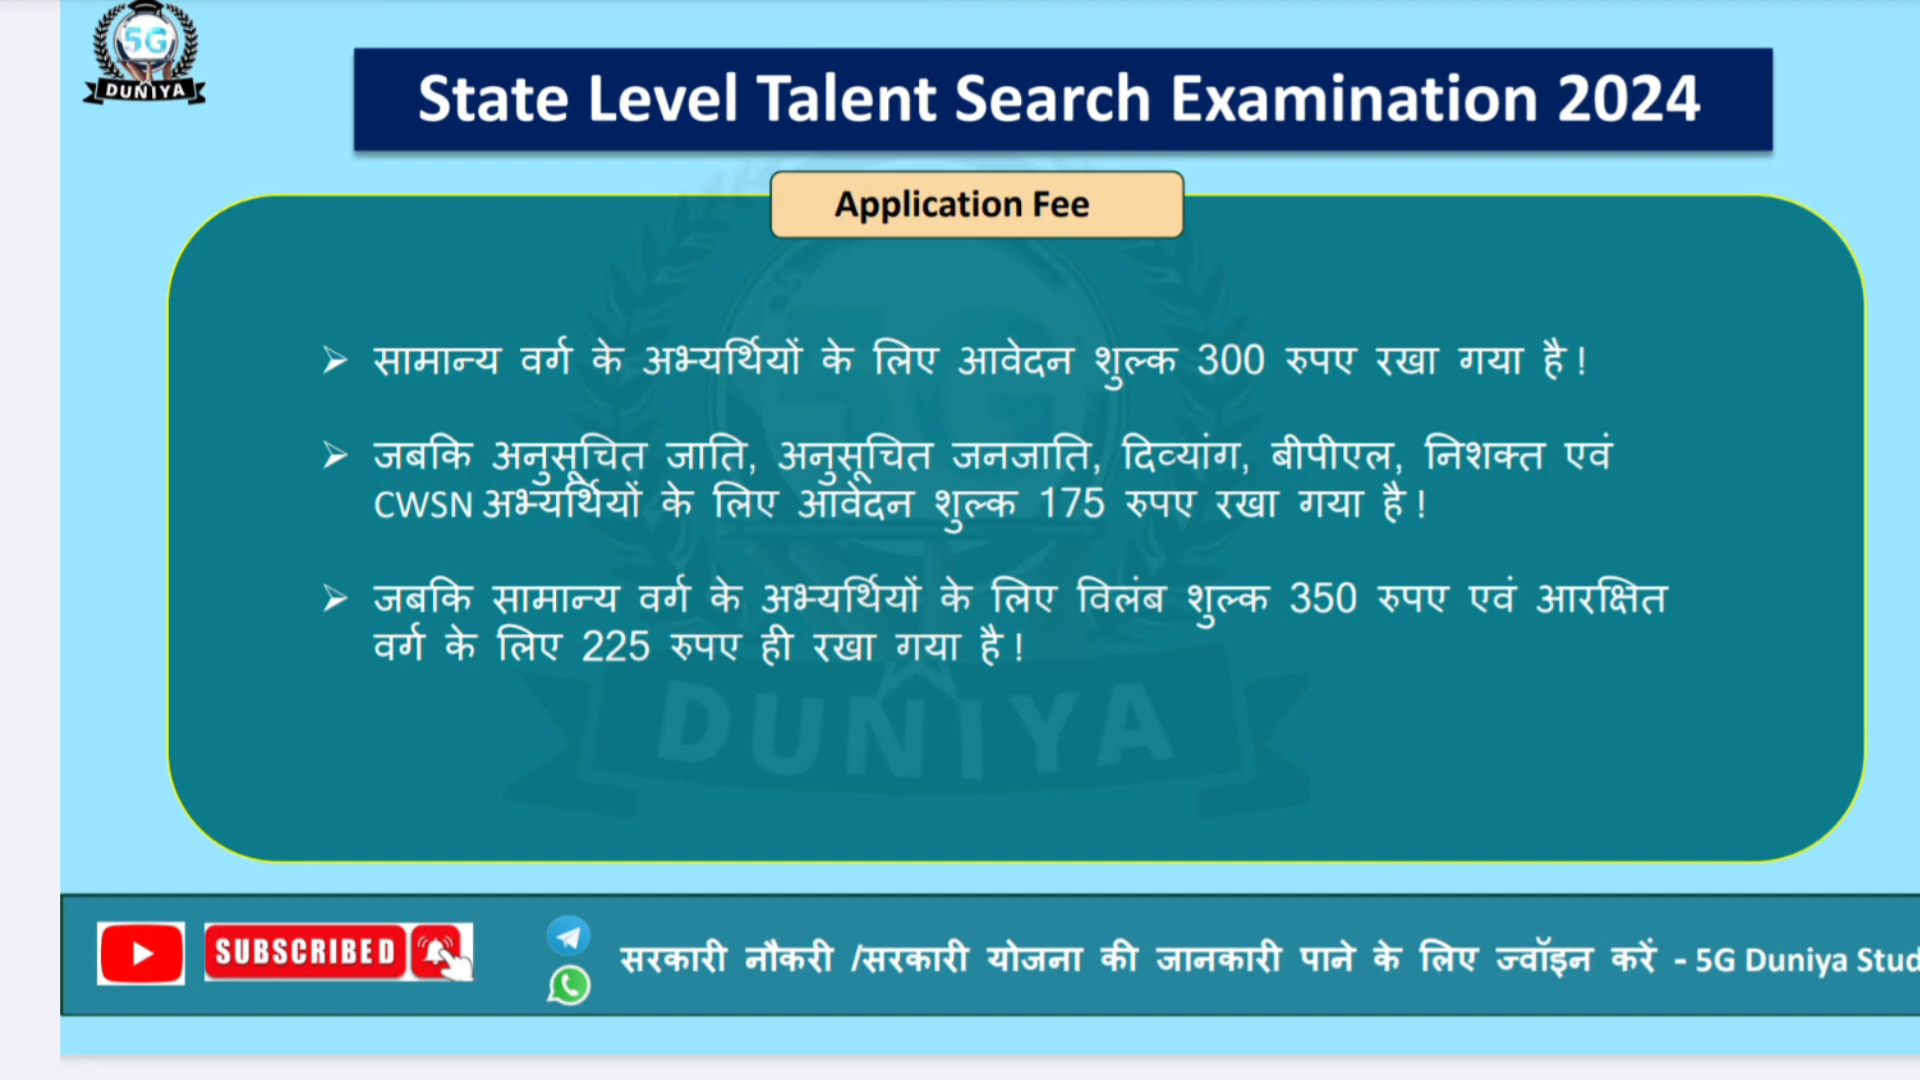 5G
DUNIYA
State Level Talent Search Examination 2024
Application Fee
➢ सामान्य वर्ग के अभ्यर्थियों के लिए आवेदन शुल्क 300 रुपए रखा गया है !
➢ जबकि अनुसूचित जाति, अनुसूचित जनजाति, दिव्यांग, बीपीएल, निशक्त एवं
CWSN अभ्यर्थियों के लिए आवेदन शुल्क 175 रुपए रखा गया है !
➢ जबकि सामान्य वर्ग के अभ्यर्थियों के लिए विलंब शुल्क 350 रुपए एवं आरक्षित
वर्ग के लिए 225 रुपए ही रखा गया है !
5G
DUNIYA
SUBSCRIBED
सरकारी नौकरी /सरकारी योजना की जानकारी पाने के लिए ज्वॉइन करें - 5G Duniya Stud